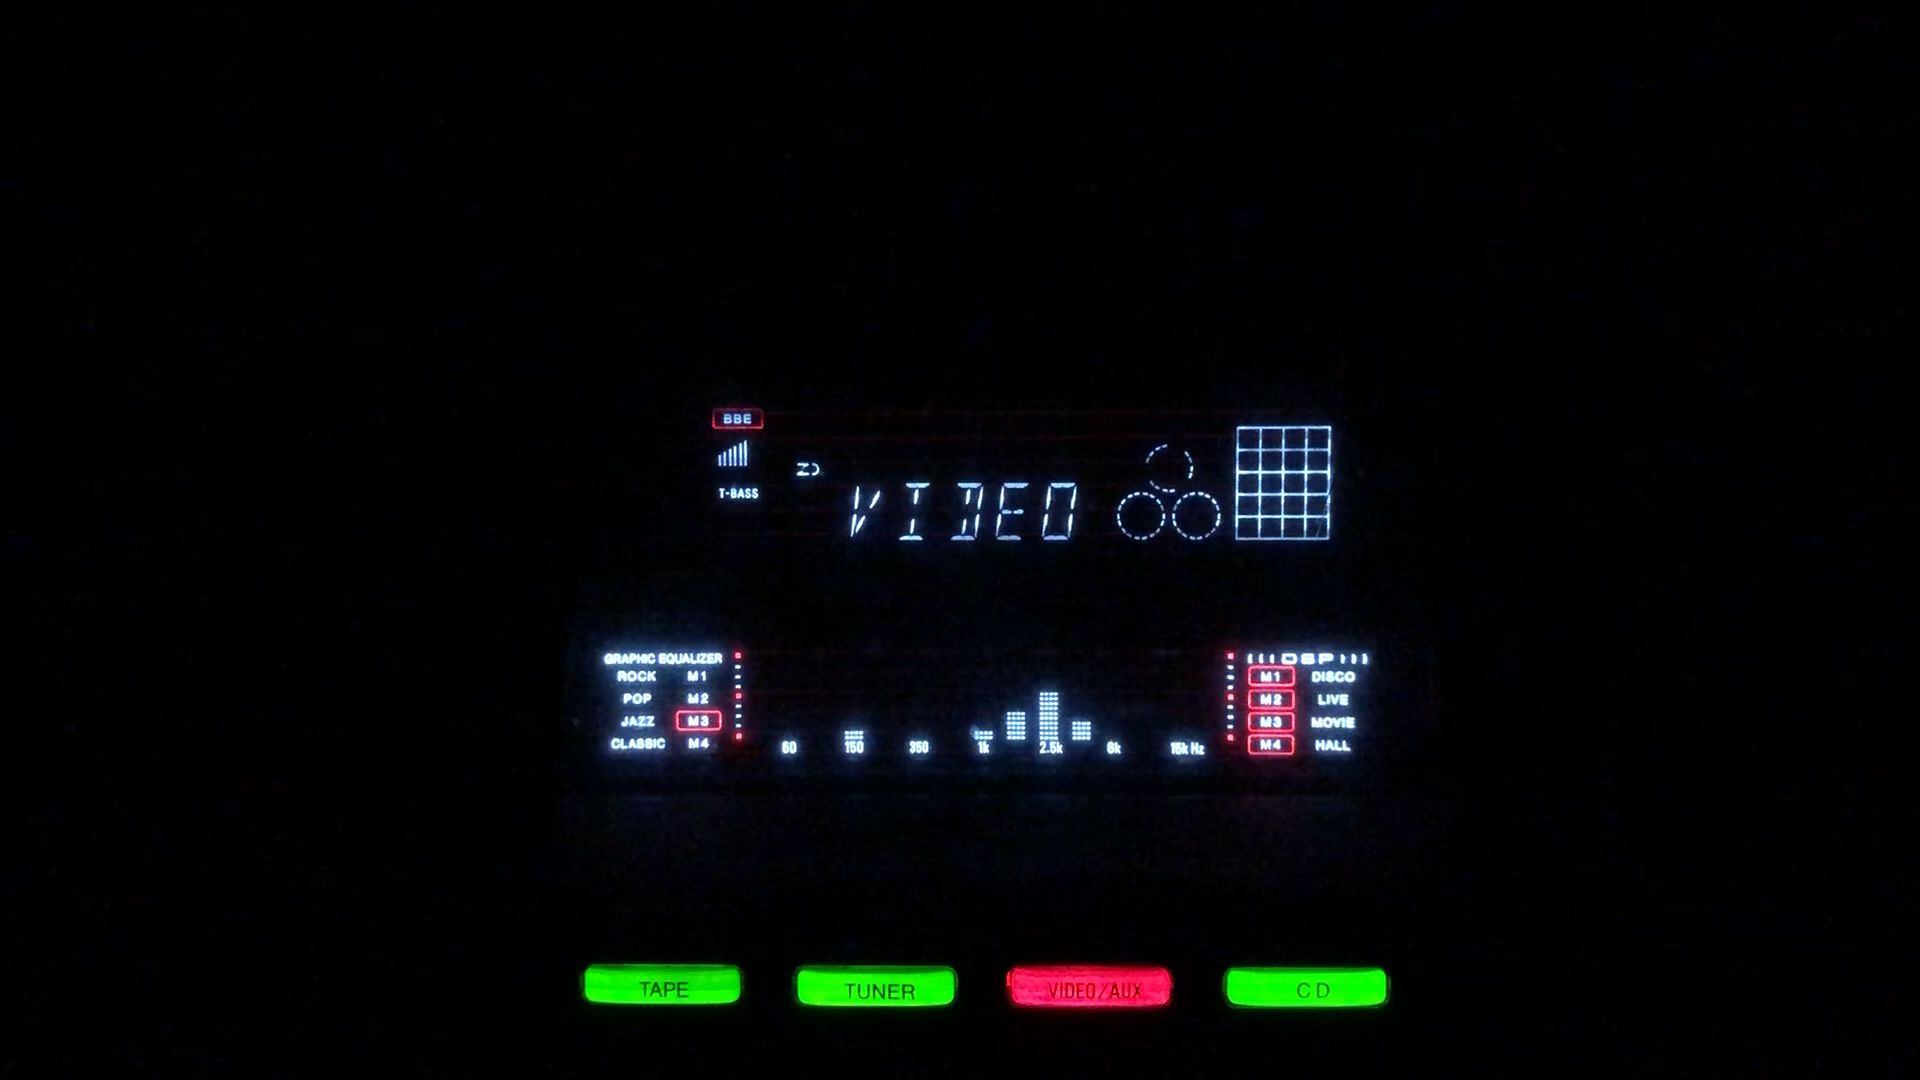 BBE
T-BASS
VIDEO
GRAPHIC EQUALIZER
ROCK M1
POP M2
JAZZ M3
CLASSIC M4
60 150 350 1k 2.5k 6k 15k Hz
DSP
M1 DISCO
M2 LIVE
M3 MOVIE
M4 HALL
TAPE
TUNER
VIDEO/AUX
CD